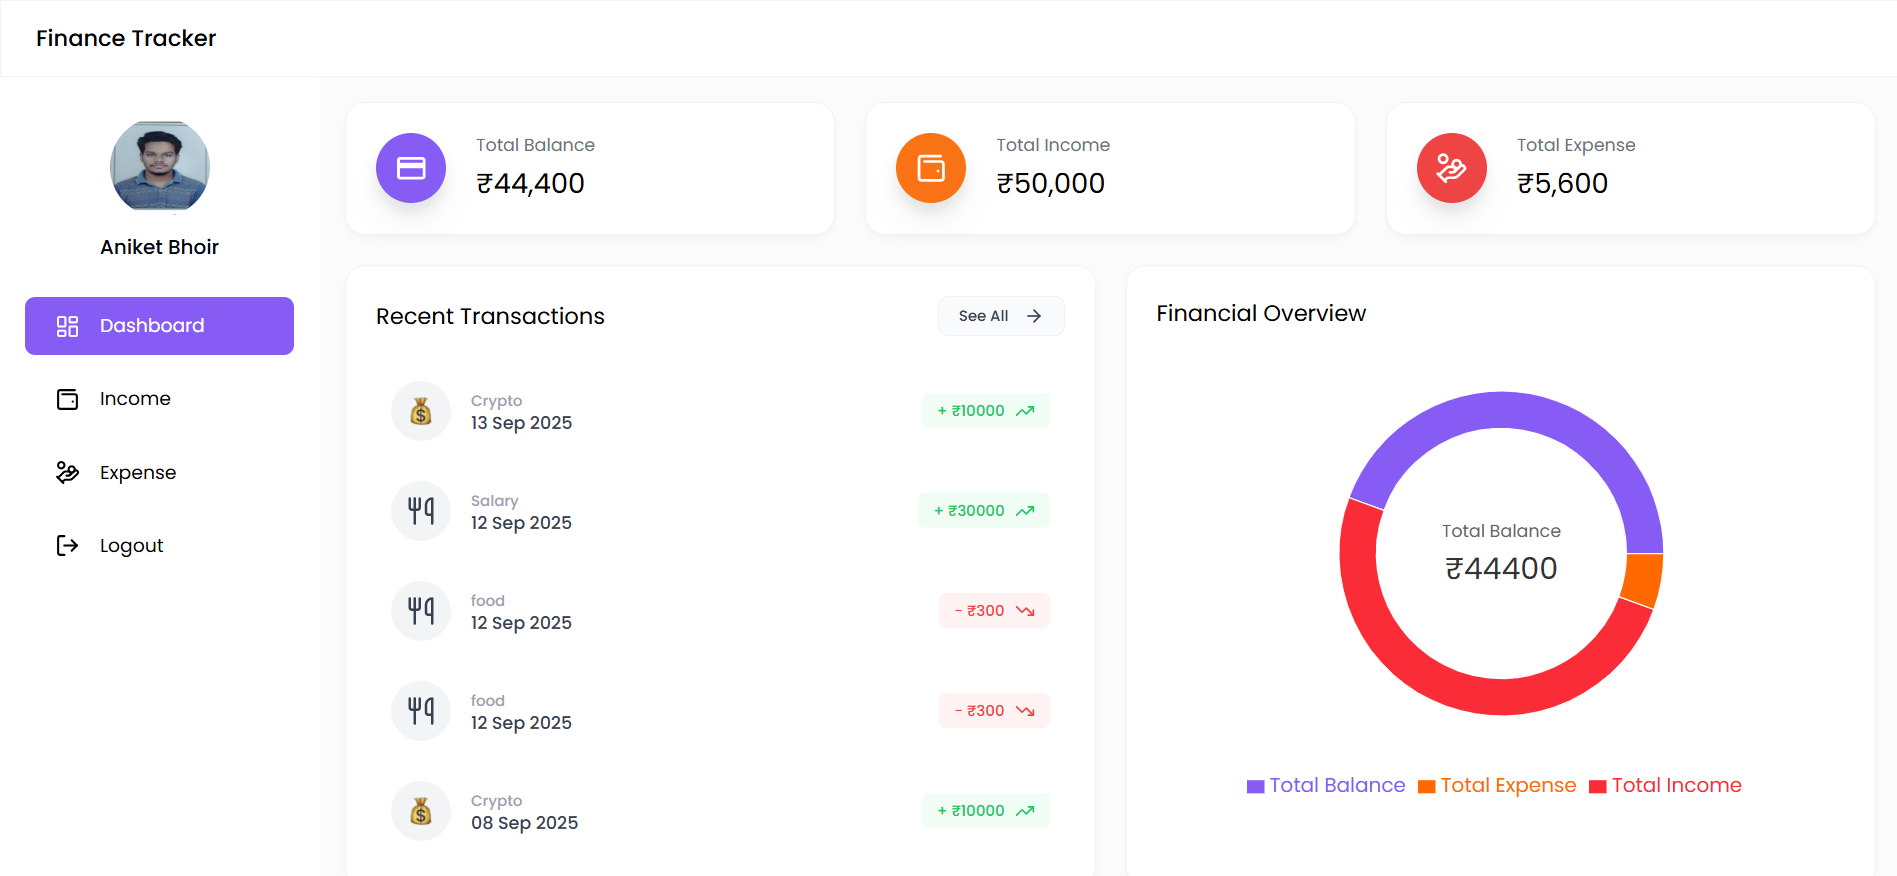 Finance Tracker
Aniket Bhoir
Dashboard
Income
Expense
Logout
Total Balance
₹44,400
Total Income
₹50,000
Total Expense
₹5,600
Recent Transactions
See All
Crypto
13 Sep 2025
+ ₹10000
Salary
12 Sep 2025
+ ₹30000
food
12 Sep 2025
- ₹300
food
12 Sep 2025
- ₹300
Crypto
08 Sep 2025
+ ₹10000
Financial Overview
Total Balance
₹44400
Total Balance Total Expense Total Income